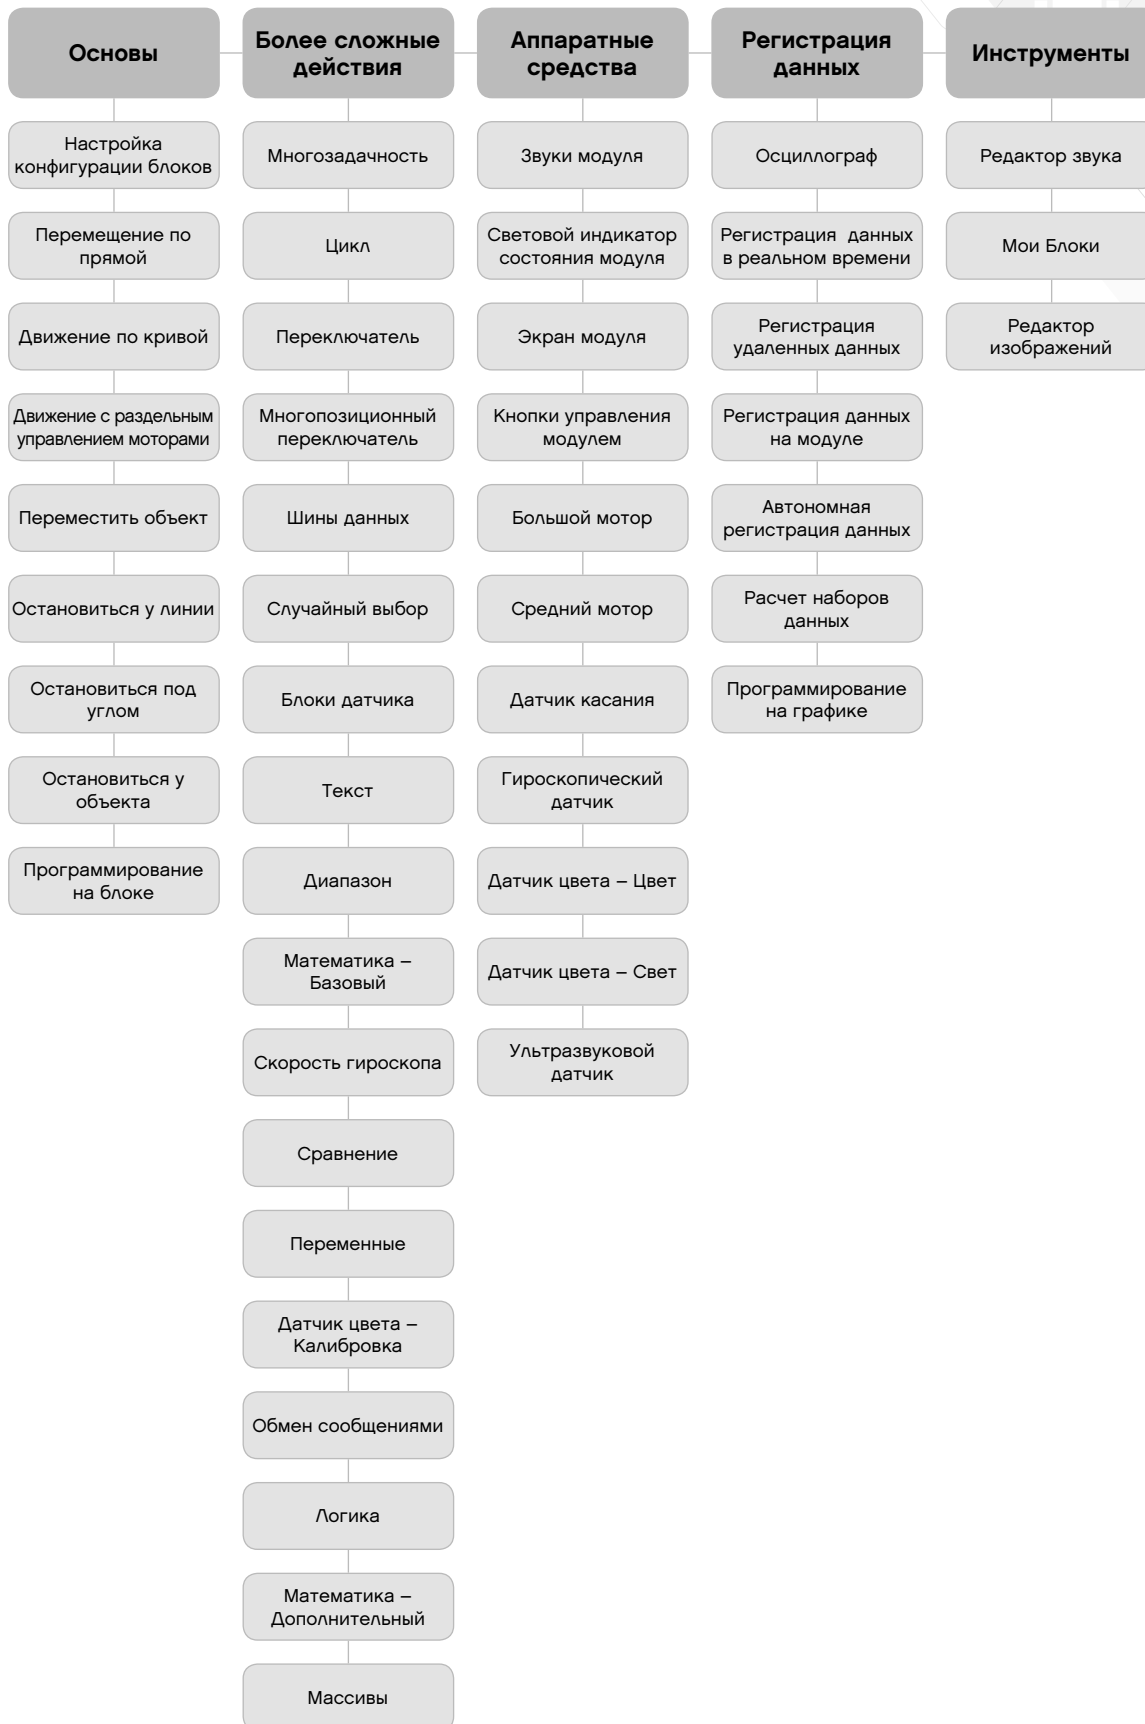 Основы
Настройка
конфигурации блоков
Перемещение по
прямой
Движение по кривой
Движение с раздельным
управлением моторами
Переместить объект
Остановиться у линии
Остановиться под
углом
Остановиться у
объекта
Программирование
на блоке
Более сложные
действия
Многозадачность
Цикл
Переключатель
Многопозиционный
переключатель
Шины данных
Случайный выбор
Блоки датчика
Текст
Диапазон
Математика –
Базовый
Скорость гироскопа
Сравнение
Переменные
Датчик цвета –
Калибровка
Обмен сообщениями
Логика
Математика –
Дополнительный
Массивы
Аппаратные
средства
Звуки модуля
Световой индикатор
состояния модуля
Экран модуля
Кнопки управления
модулем
Большой мотор
Средний мотор
Датчик касания
Гироскопический
датчик
Датчик цвета – Цвет
Датчик цвета – Свет
Ультразвуковой
датчик
Регистрация
данных
Осциллограф
Регистрация данных
в реальном времени
Регистрация
удаленных данных
Регистрация данных
на модуле
Автономная
регистрация данных
Расчет наборов
данных
Программирование
на графике
Инструменты
Редактор звука
Мои Блоки
Редактор
изображений